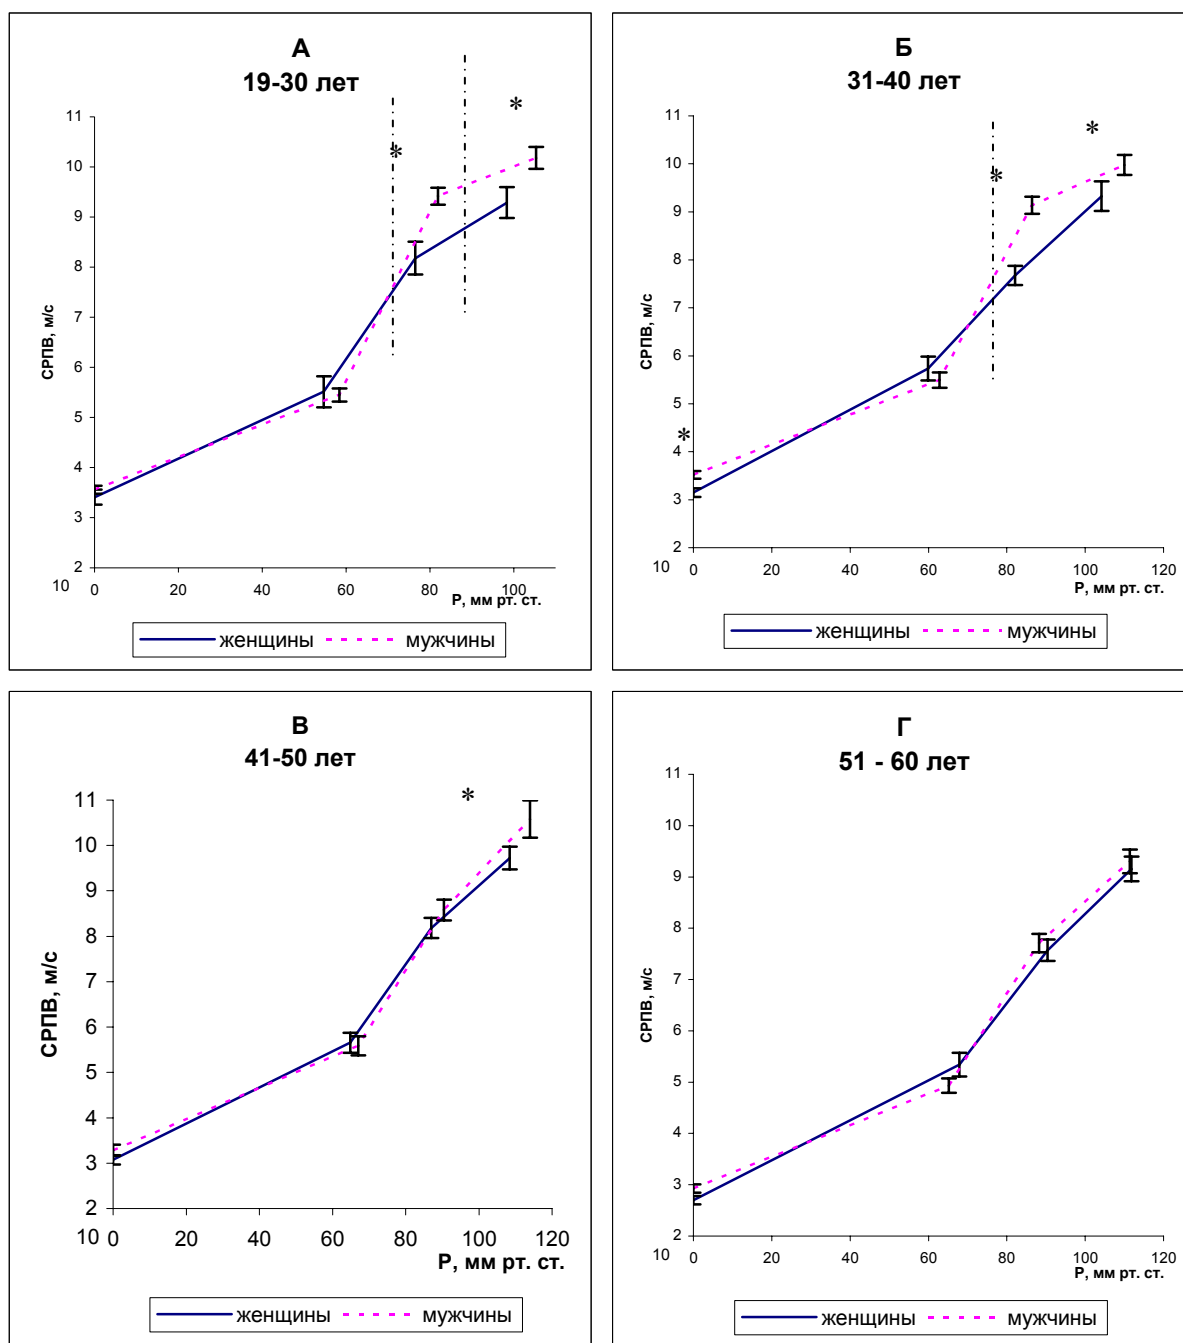 А
19-30 лет
*
*
11
10
9
8
7
6
5
4
3
2
СРПВ, м/с
10 0 20 40 60 80 100
Р, мм рт. ст.
женщины мужчины
Б
31-40 лет
*
*
*
11
10
9
8
7
6
5
4
3
2
СРПВ, м/с
10 0 20 40 60 80 100 120
Р, мм рт. ст.
женщины мужчины
В
41-50 лет
*
11
10
9
8
7
6
5
4
3
2
СРПВ, м/с
10 0 20 40 60 80 100 120
Р, мм рт. ст.
женщины мужчины
Г
51 - 60 лет
11
10
9
8
7
6
5
4
3
2
СРПВ, м/с
10 0 20 40 60 80 100 120
Р, мм рт. ст.
женщины мужчины